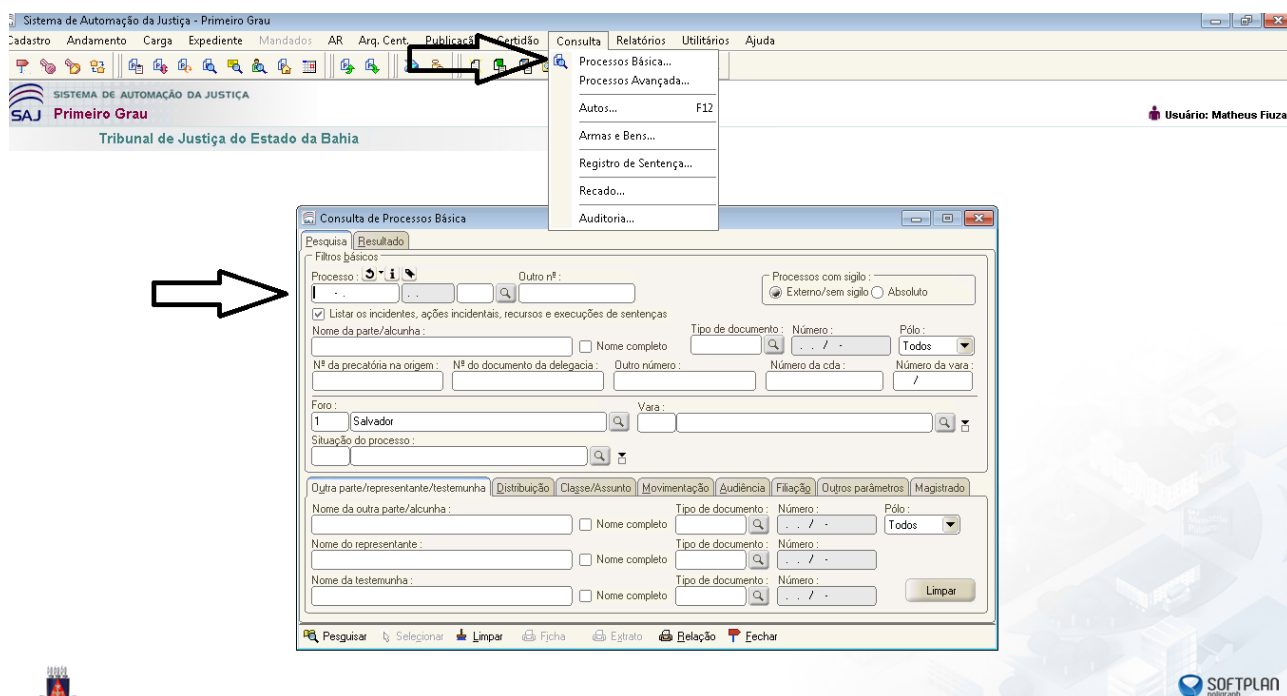 Sistema de Automação da Justiça - Primeiro Grau
Cadastro Andamento Carga Expediente Mandados AR Arq. Cent. Publicação Certidão Consulta Relatórios Utilitários Ajuda
Processos Básica...
Processos Avançada...
Autos... F12
Armas e Bens...
Registro de Sentença...
Recado...
Auditoria...
SISTEMA DE AUTOMAÇÃO DA JUSTIÇA
SAJ Primeiro Grau
Usuário: Matheus Fiuza
Tribunal de Justiça do Estado da Bahia
Consulta de Processos Básica
Pesquisa Resultado
Filtros básicos
Processo : Outro nº : Processos com sigilo :
- . . . Externo/sem sigilo Absoluto
Listar os incidentes, ações incidentais, recursos e execuções de sentenças
Nome da parte/alcunha : Tipo de documento : Número : Pólo :
Nome completo . . / - Todos
Nª da precatória na origem : Nª do documento da delegacia : Outro número : Número da cda : Número da vara :
/
Foro : Vara :
1 Salvador
Situação do processo :
Outra parte/representante/testemunha Distribuição Classe/Assunto Movimentação Audiência Filiação Outros parâmetros Magistrado
Nome da outra parte/alcunha : Tipo de documento : Número : Pólo :
Nome completo . . / - Todos
Nome do representante : Tipo de documento : Número :
Nome completo . . / -
Nome da testemunha : Tipo de documento : Número :
Nome completo . . / - Limpar
Pesquisar Selecionar Limpar Ficha Extrato Relação Fechar
SOFTPLAN
poligraph